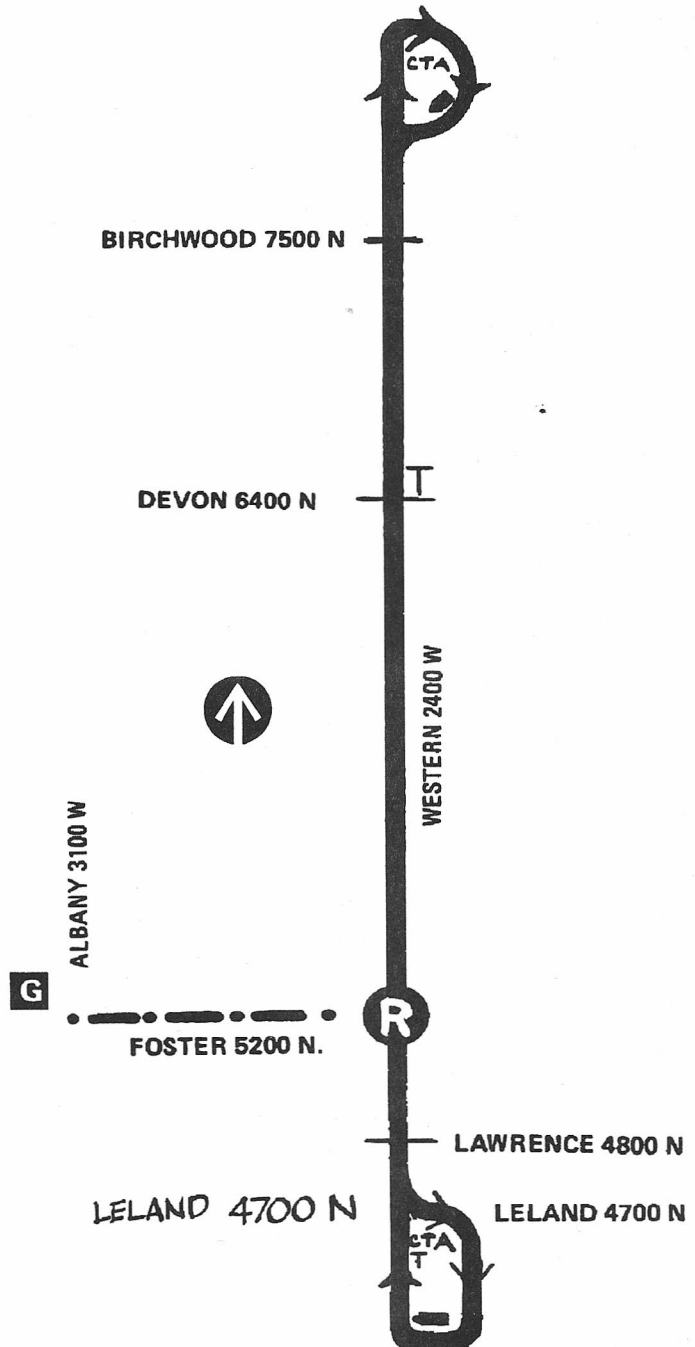 CTA
BIRCHWOOD 7500 N
DEVON 6400 N
T
WESTERN 2400 W
ALBANY 3100 W
G
R
FOSTER 5200 N.
LAWRENCE 4800 N
LELAND 4700 N
LELAND 4700 N
CTA
T